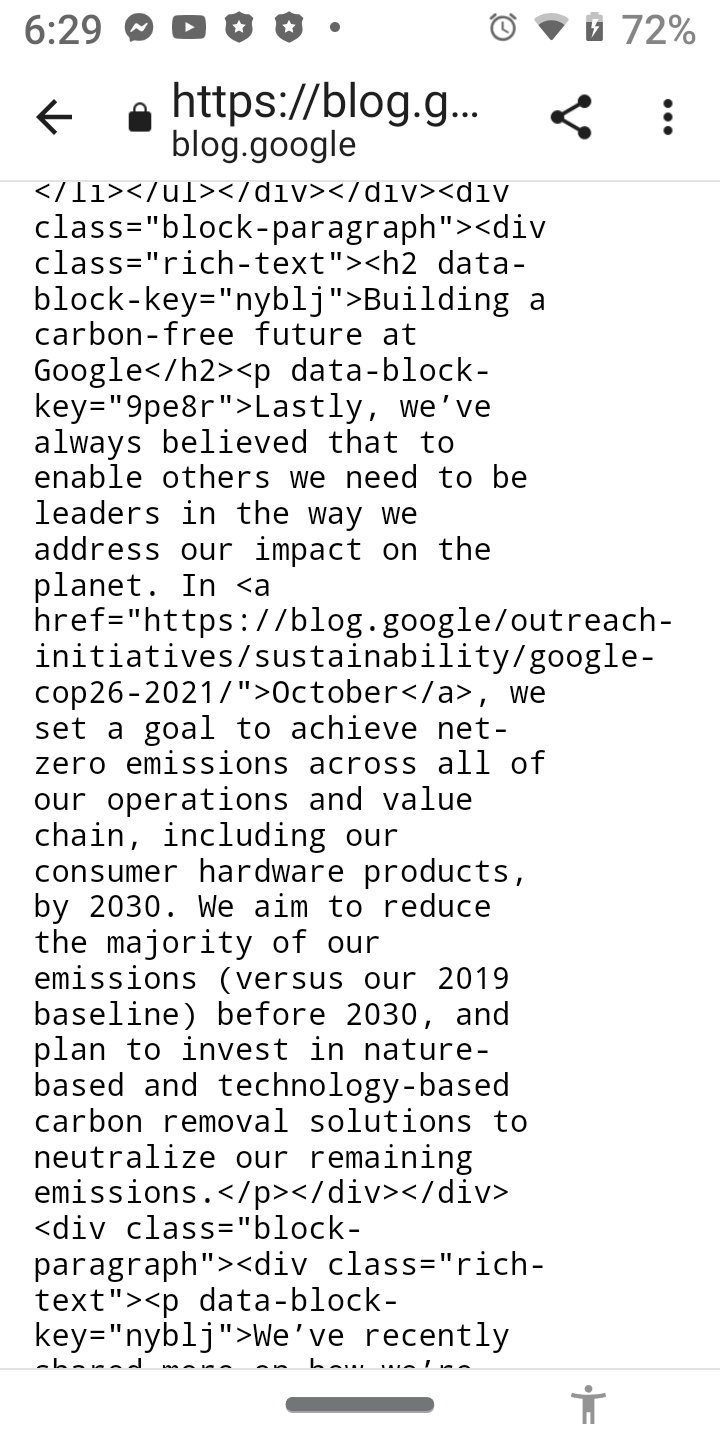 6:29
72%
https://blog.g...
blog.google
</li></ul></div></div><div
class="block-paragraph"><div
class="rich-text"><h2 data-
block-key="nyblj">Building a
carbon-free future at
Google</h2><p data-block-
key="9pe8r">Lastly, we’ve
always believed that to
enable others we need to be
leaders in the way we
address our impact on the
planet. In <a
href="https://blog.google/outreach-
initiatives/sustainability/google-
cop26-2021/">October</a>, we
set a goal to achieve net-
zero emissions across all of
our operations and value
chain, including our
consumer hardware products,
by 2030. We aim to reduce
the majority of our
emissions (versus our 2019
baseline) before 2030, and
plan to invest in nature-
based and technology-based
carbon removal solutions to
neutralize our remaining
emissions.</p></div></div>
<div class="block-
paragraph"><div class="rich-
text"><p data-block-
key="nyblj">We’ve recently
shared more on how we’re